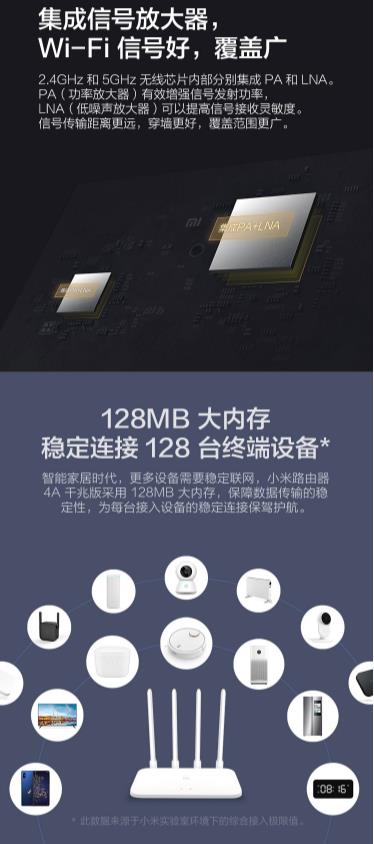 集成信号放大器，
Wi-Fi 信号好，覆盖广
2.4GHz 和 5GHz 无线芯片内部分别集成 PA 和 LNA。
PA（功率放大器）有效增强信号发射功率，
LNA（低噪声放大器）可以提高信号接收灵敏度。
信号传输距离更远，穿墙更好，覆盖范围更广。
mi
集成PA+LNA
128MB 大内存
稳定连接 128 台终端设备*
智能家居时代，更多设备需要稳定联网，小米路由器
4A 千兆版采用 128MB 大内存，保障数据传输的稳
定性，为每台接入设备的稳定连接保驾护航。
08:16
* 此数据来源于小米实验室环境下的综合接入极限值。